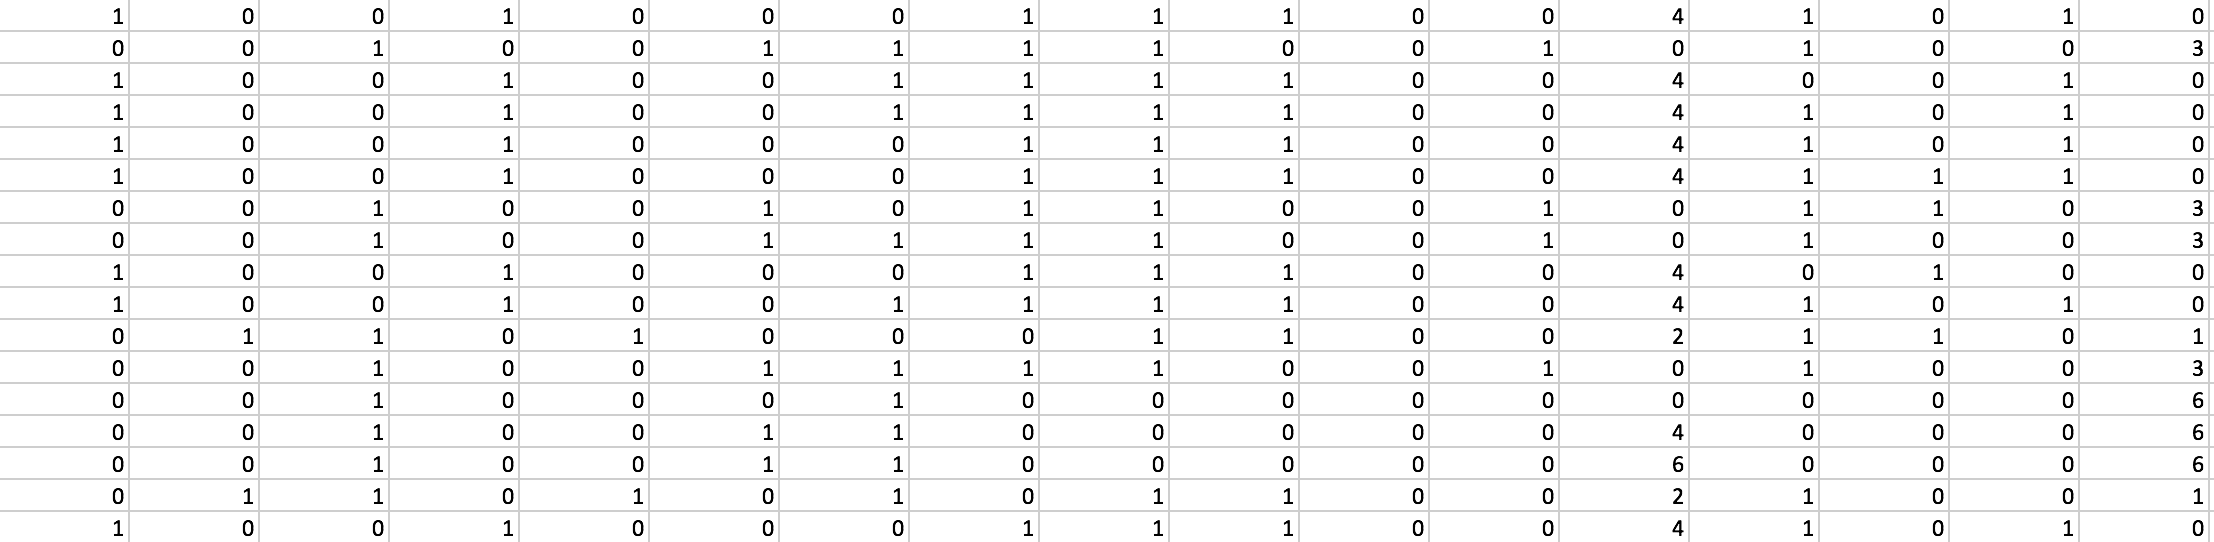 1 0 0 1 0 0 0 1 1 1 0 0 4 1 0 1 0
0 0 1 0 0 1 1 1 1 0 0 1 0 1 0 0 3
1 0 0 1 0 0 1 1 1 1 0 0 4 0 0 1 0
1 0 0 1 0 0 1 1 1 1 0 0 4 1 0 1 0
1 0 0 1 0 0 0 1 1 1 0 0 4 1 0 1 0
1 0 0 1 0 0 0 1 1 1 0 0 4 1 1 1 0
0 0 1 0 0 1 0 1 1 0 0 1 0 1 1 0 3
0 0 1 0 0 1 1 1 1 0 0 1 0 1 0 0 3
1 0 0 1 0 0 0 1 1 1 0 0 4 0 1 0 0
1 0 0 1 0 0 1 1 1 1 0 0 4 1 0 1 0
0 1 1 0 1 0 0 0 1 1 0 0 2 1 1 0 1
0 0 1 0 0 1 1 1 1 0 0 1 0 1 0 0 3
0 0 1 0 0 0 1 0 0 0 0 0 0 0 0 0 6
0 0 1 0 0 1 1 0 0 0 0 0 4 0 0 0 6
0 0 1 0 0 1 1 0 0 0 0 0 6 0 0 0 6
0 1 1 0 1 0 1 0 1 1 0 0 2 1 0 0 1
1 0 0 1 0 0 0 1 1 1 0 0 4 1 0 1 0